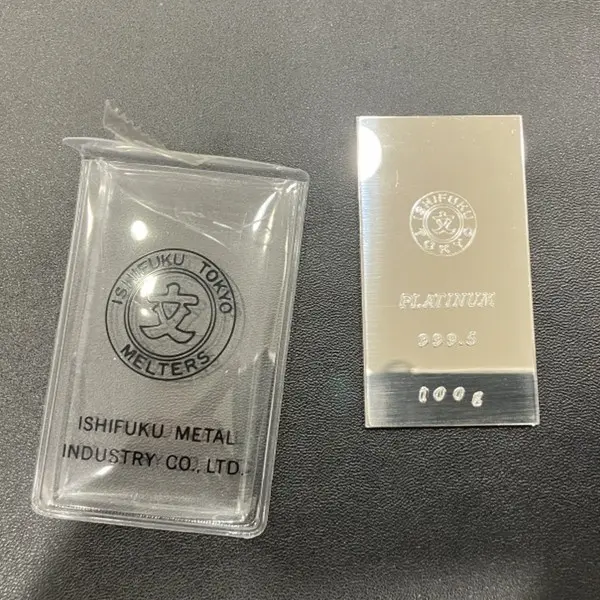 ISHIFUKU TOKYO
文
MELTERS
ISHIFUKU METAL
INDUSTRY CO., LTD.
ISHIFUKU
文
TOKYO
PLATINUM
999.5
100g